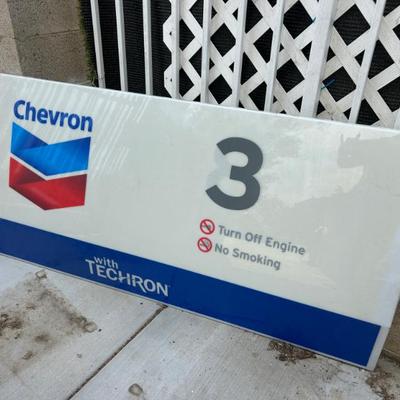 Chevron
3
Turn Off Engine
No Smoking
with
TECHRON